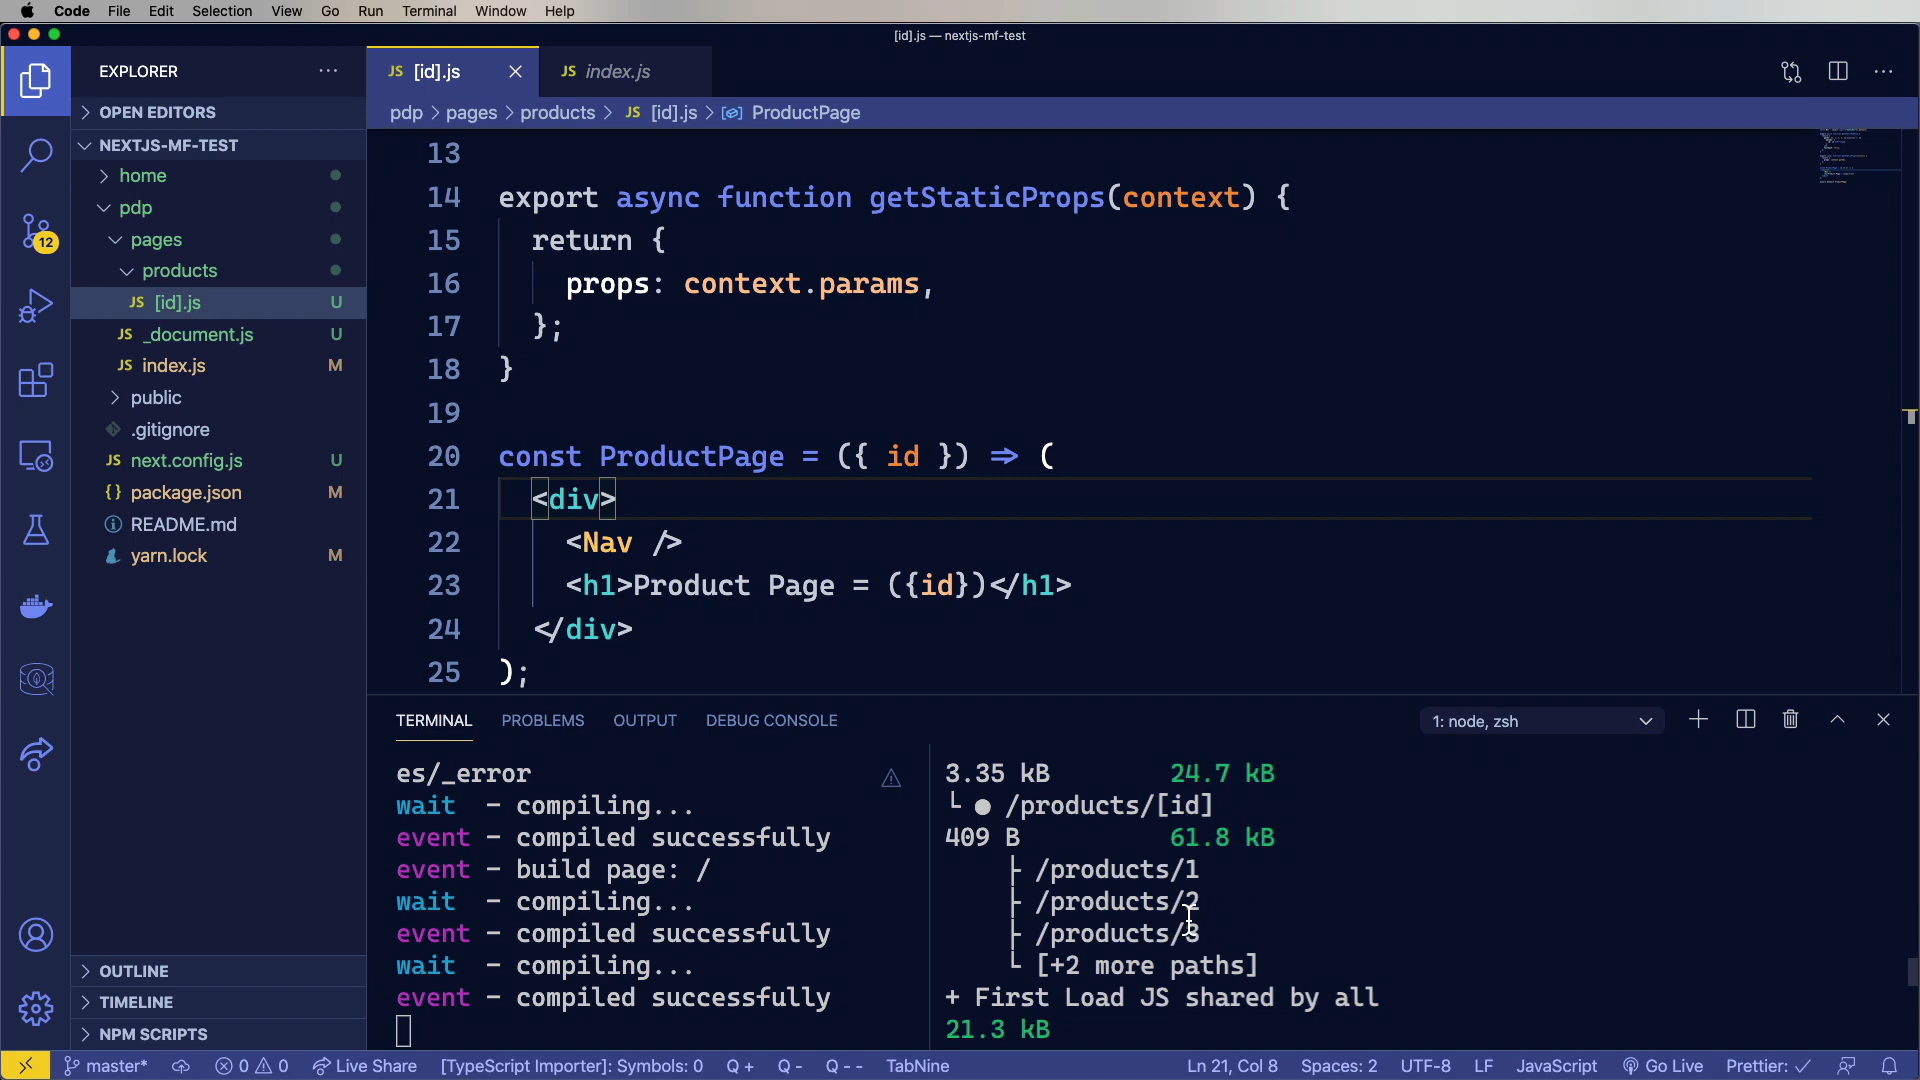 Code File Edit Selection View Go Run Terminal Window Help
[id].js — nextjs-mf-test
EXPLORER
JS [id].js
JS index.js
OPEN EDITORS
pdp > pages > products > JS [id].js > ProductPage
NEXTJS-MF-TEST
home
pdp
pages
products
JS [id].js U
JS _document.js U
JS index.js M
public
.gitignore
JS next.config.js U
{} package.json M
README.md
yarn.lock M
12
OUTLINE
TIMELINE
NPM SCRIPTS
13
14 export async function getStaticProps(context) {
15 return {
16 props: context.params,
17 };
18 }
19
20 const ProductPage = ({ id }) => (
21 <div>
22 <Nav />
23 <h1>Product Page = ({id})</h1>
24 </div>
25 );
TERMINAL PROBLEMS OUTPUT DEBUG CONSOLE
1: node, zsh
es/_error
wait - compiling...
event - compiled successfully
event - build page: /
wait - compiling...
event - compiled successfully
wait - compiling...
event - compiled successfully
3.35 kB 24.7 kB
└ ● /products/[id]
409 B 61.8 kB
├ /products/1
├ /products/2
├ /products/3
└ [+2 more paths]
+ First Load JS shared by all
21.3 kB
master* 0 0 Live Share [TypeScript Importer]: Symbols: 0 Q + Q - Q - - TabNine Ln 21, Col 8 Spaces: 2 UTF-8 LF JavaScript Go Live Prettier: ✓